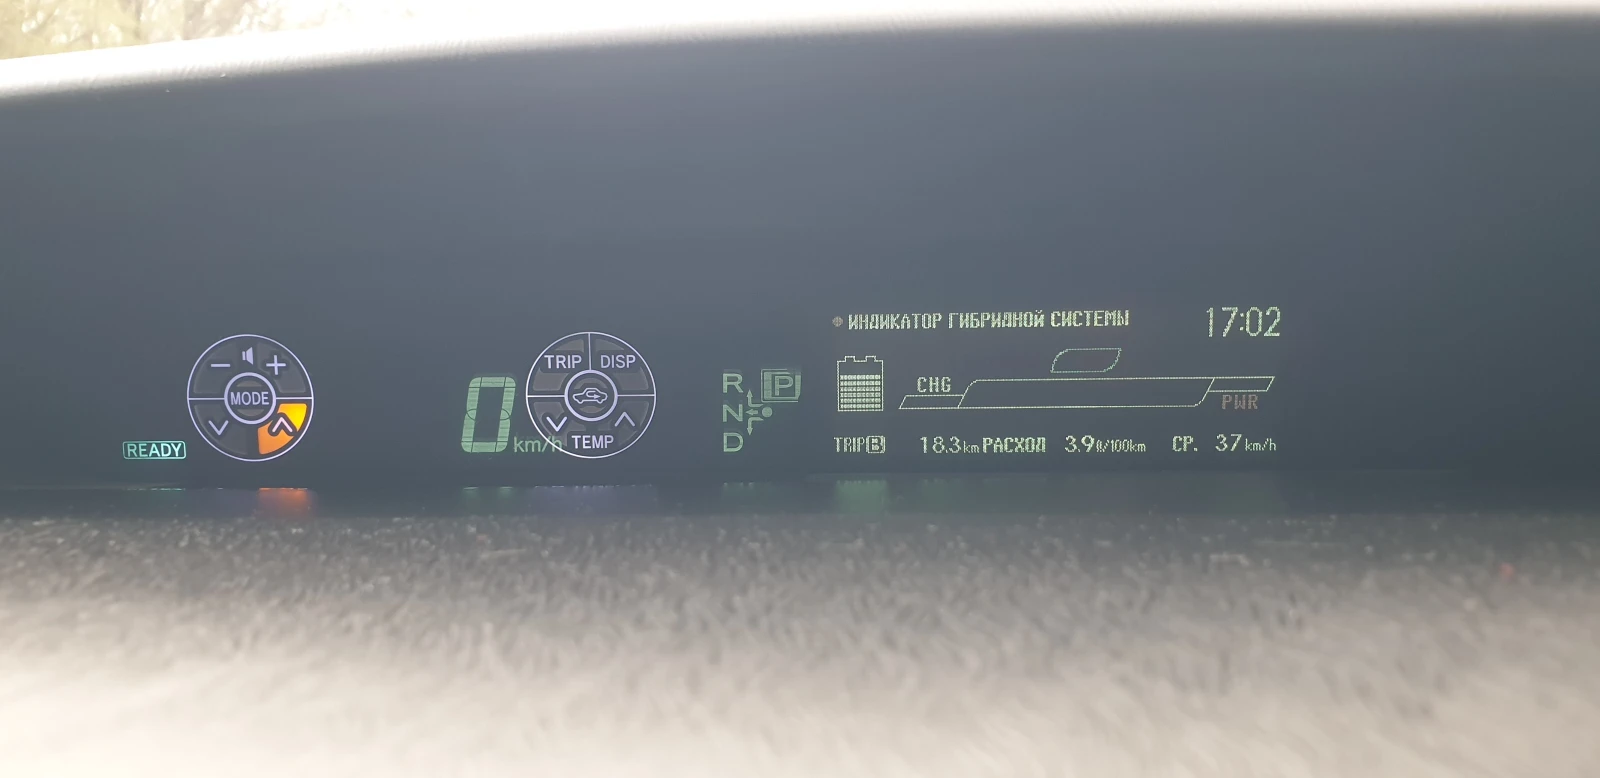 ИНДИКАТОР ГИБРИДНОЙ СИСТЕМЫ 17:02
− +
MODE
READY
TRIP DISP
TEMP
0 km/h
R P
N
D
CHG
PWR
TRIP B 18.3 km РАСХОД 3.9 ℓ/100km СР. 37 km/h